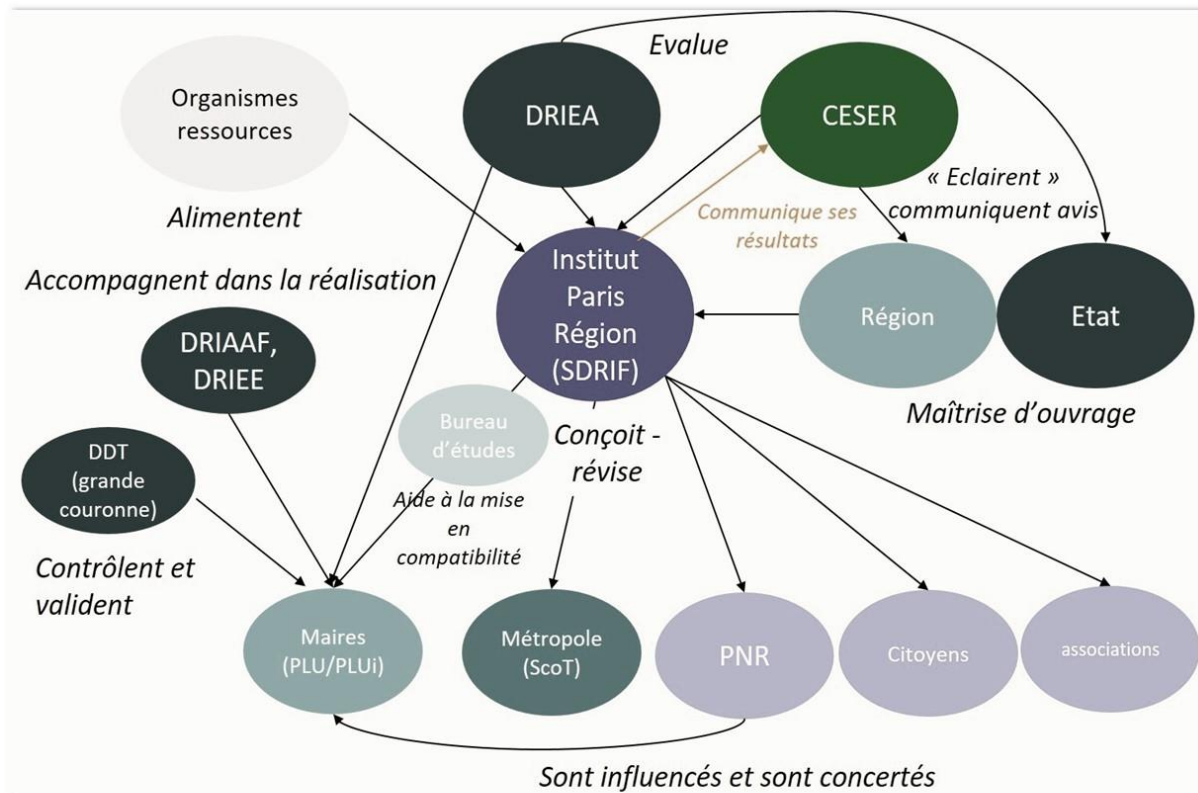 Evalue
Organismes
ressources
DRIEA
CESER
« Eclairent »
communiquent avis
Alimentent
Communique ses
résultats
Accompagnent dans la réalisation
Institut
Paris
Région
(SDRIF)
Région
Etat
DRIAAF,
DRIEE
Maîtrise d’ouvrage
Bureau
d’études
Conçoit -
révise
DDT
(grande
couronne)
Aide à la mise
en
compatibilité
Contrôlent et
valident
Maires
(PLU/PLUi)
Métropole
(ScoT)
PNR
Citoyens
associations
Sont influencés et sont concertés